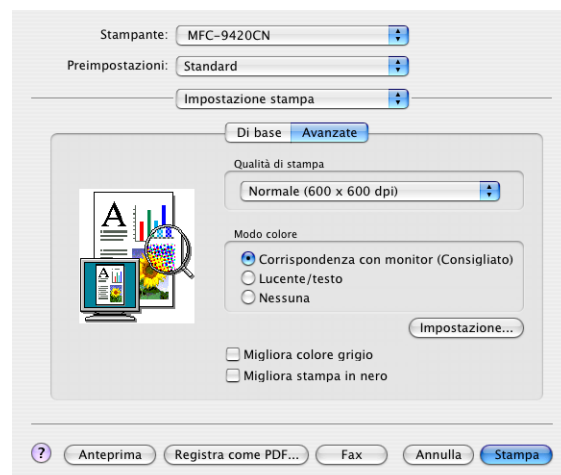 Stampante: MFC-9420CN
Preimpostazioni: Standard
Impostazione stampa
Di base Avanzate
Qualità di stampa
Normale (600 x 600 dpi)
Modo colore
Corrispondenza con monitor (Consigliato)
Lucente/testo
Nessuna
Impostazione...
Migliora colore grigio
Migliora stampa in nero
A
A
? Anteprima Registra come PDF... Fax Annulla Stampa